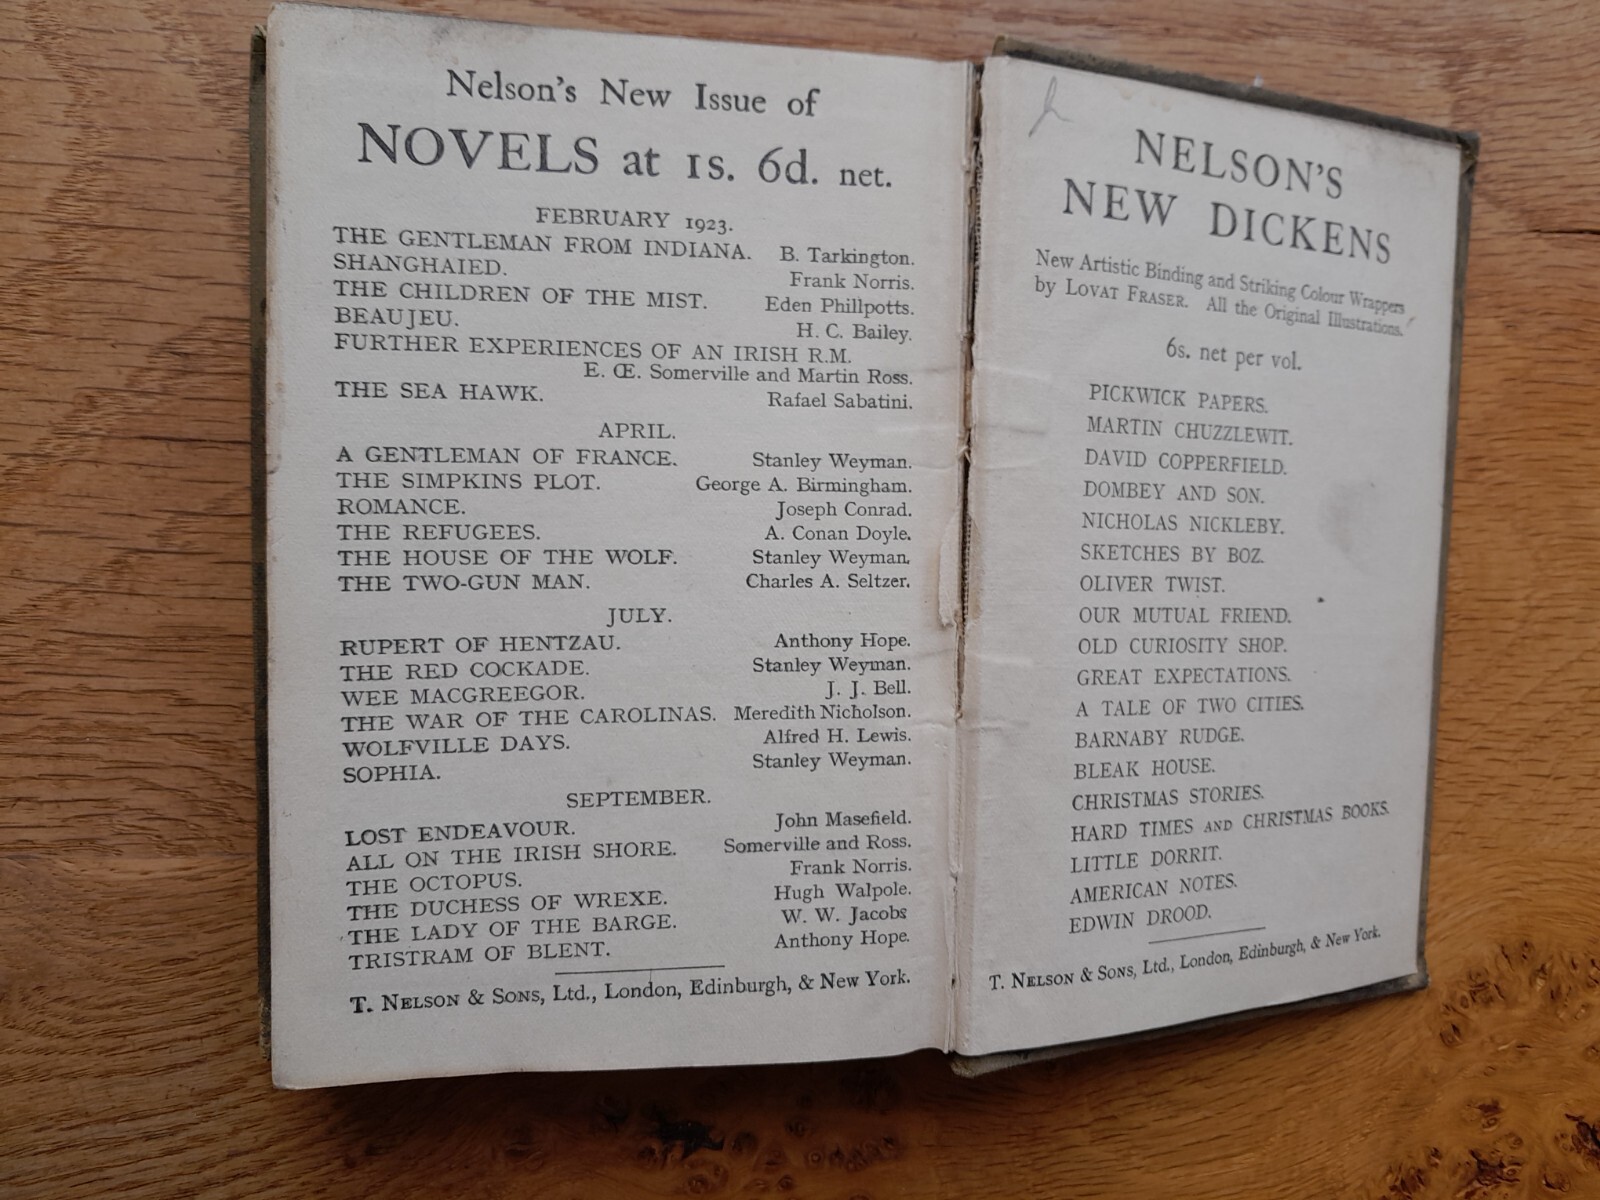 Nelson's New Issue of
NOVELS at 1s. 6d. net.
FEBRUARY 1923.
THE GENTLEMAN FROM INDIANA. B. Tarkington.
SHANGHAIED. Frank Norris.
THE CHILDREN OF THE MIST. Eden Phillpotts.
BEAUJEU. H. C. Bailey.
FURTHER EXPERIENCES OF AN IRISH R.M.
E. Œ. Somerville and Martin Ross.
THE SEA HAWK. Rafael Sabatini.
APRIL.
A GENTLEMAN OF FRANCE. Stanley Weyman.
THE SIMPKINS PLOT. George A. Birmingham.
ROMANCE. Joseph Conrad.
THE REFUGEES. A. Conan Doyle.
THE HOUSE OF THE WOLF. Stanley Weyman.
THE TWO-GUN MAN. Charles A. Seltzer.
JULY.
RUPERT OF HENTZAU. Anthony Hope.
THE RED COCKADE. Stanley Weyman.
WEE MACGREEGOR. J. J. Bell.
THE WAR OF THE CAROLINAS. Meredith Nicholson.
WOLFVILLE DAYS. Alfred H. Lewis.
SOPHIA. Stanley Weyman.
SEPTEMBER.
LOST ENDEAVOUR. John Masefield.
ALL ON THE IRISH SHORE. Somerville and Ross.
THE OCTOPUS. Frank Norris.
THE DUCHESS OF WREXE. Hugh Walpole.
THE LADY OF THE BARGE. W. W. Jacobs
TRISTRAM OF BLENT. Anthony Hope.
T. NELSON & SONS, Ltd., London, Edinburgh, & New York.
NELSON'S
NEW DICKENS
New Artistic Binding and Striking Colour Wrappers
by LOVAT FRASER. All the Original Illustrations.
6s. net per vol.
PICKWICK PAPERS.
MARTIN CHUZZLEWIT.
DAVID COPPERFIELD.
DOMBEY AND SON.
NICHOLAS NICKLEBY.
SKETCHES BY BOZ.
OLIVER TWIST.
OUR MUTUAL FRIEND.
OLD CURIOSITY SHOP.
GREAT EXPECTATIONS.
A TALE OF TWO CITIES.
BARNABY RUDGE.
BLEAK HOUSE.
CHRISTMAS STORIES.
HARD TIMES AND CHRISTMAS BOOKS.
LITTLE DORRIT.
AMERICAN NOTES.
EDWIN DROOD.
T. NELSON & SONS, Ltd., London, Edinburgh, & New York.